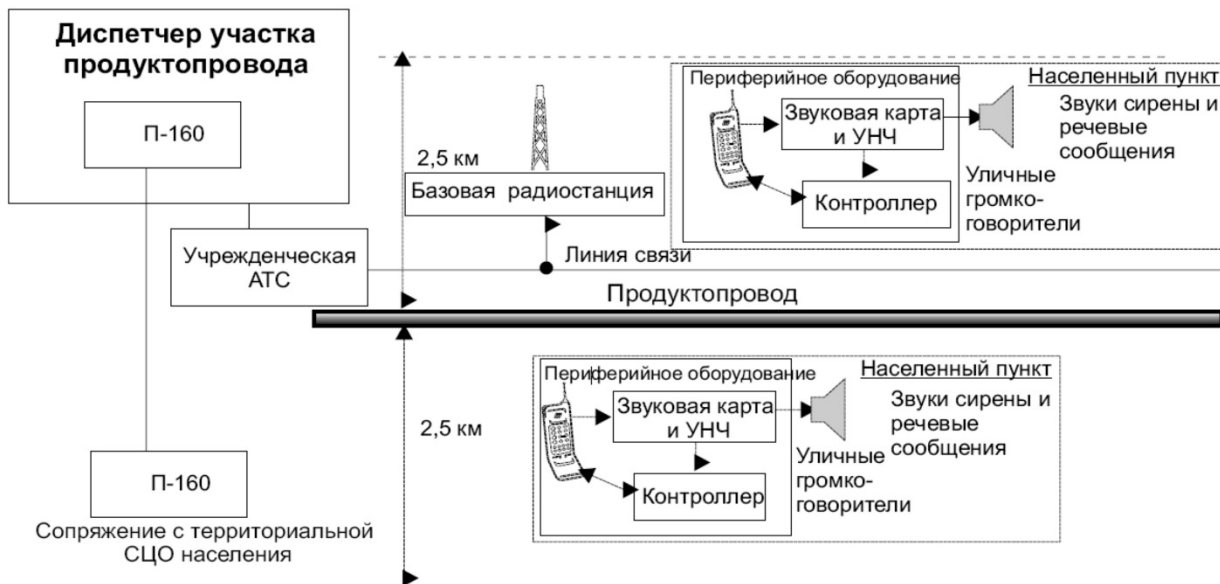 Диспетчер участка
продуктопровода
П-160
Учрежденческая
АТС
П-160
Сопряжение с территориальной
СЦО населения
2,5 км
Базовая радиостанция
Линия связи
Продуктопровод
Периферийное оборудование
Звуковая карта
и УНЧ
Контроллер
Населенный пункт
Звуки сирены и
речевые
сообщения
Уличные
громко-
говорители
2,5 км
Периферийное оборудование
Звуковая карта
и УНЧ
Контроллер
Населенный пункт
Звуки сирены и
речевые
сообщения
Уличные
громко-
говорители